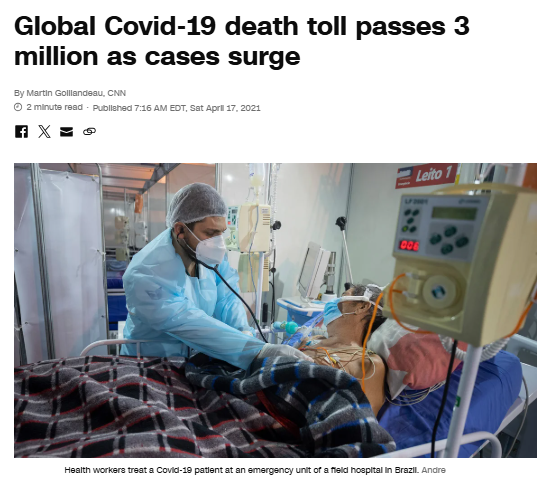 Global Covid-19 death toll passes 3
million as cases surge
By Martin Goillandeau, CNN
2 minute read · Published 7:16 AM EDT, Sat April 17, 2021
Leito 1
LF 2001
006
Health workers treat a Covid-19 patient at an emergency unit of a field hospital in Brazil. Andre